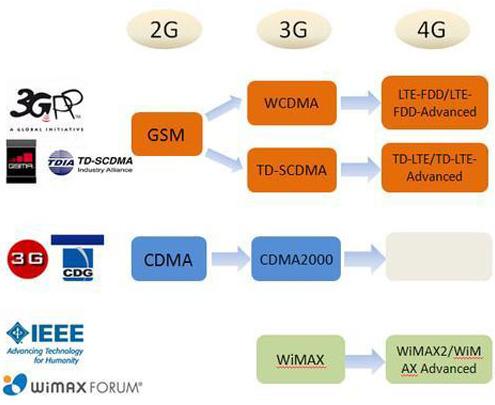 2G
3G
4G
3GPP
A GLOBAL INITIATIVE
GSM
WCDMA
LTE-FDD/LTE-
FDD-Advanced
GSMA
TDIA TD-SCDMA
Industry Alliance
TD-SCDMA
TD-LTE/TD-LTE-
Advanced
3G
CDG
CDMA
CDMA2000
IEEE
Advancing Technology
for Humanity
WiMAX FORUM®
WiMAX
WiMAX2/WiM
AX Advanced